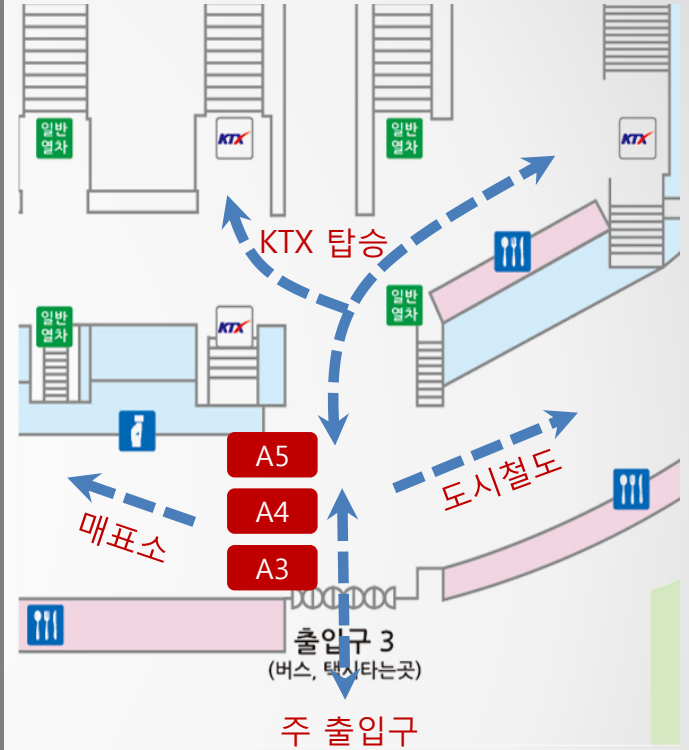 일반
열차
KTX
일반
열차
KTX
KTX 탑승
일반
열차
KTX
일반
열차
A5
A4
A3
매표소
도시철도
출입구 3
(버스, 택시타는곳)
주 출입구